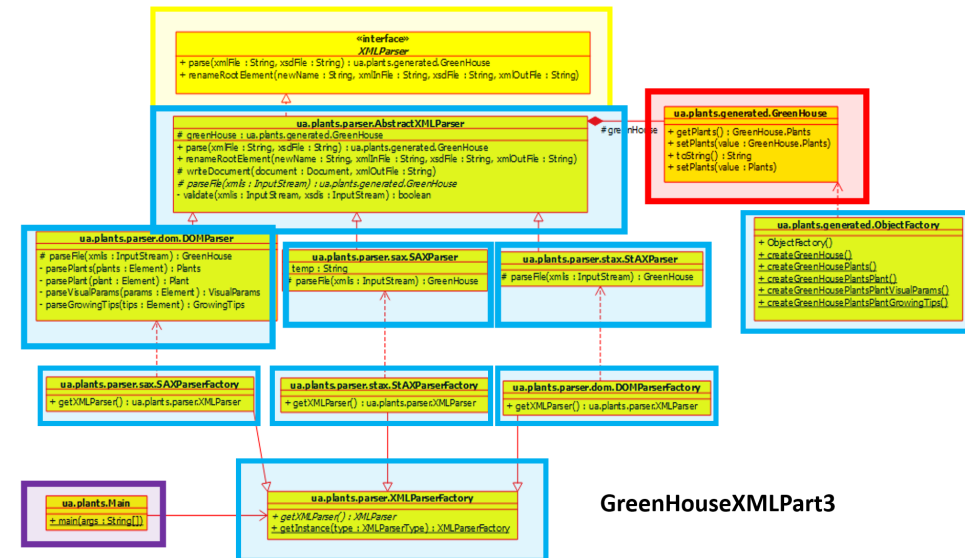 «interface»
XMLParser
+ parse(xmlFile : String, xsdFile : String) : ua.plants.generated.GreenHouse
+ renameRootElement(newName : String, xmlInFile : String, xsdFile : String, xmlOutFile : String)
ua.plants.parser.AbstractXMLParser
# greenHouse : ua.plants.generated.GreenHouse
+ parse(xmlFile : String, xsdFile : String) : ua.plants.generated.GreenHouse
+ renameRootElement(newName : String, xmlInFile : String, xsdFile : String, xmlOutFile : String)
# writeDocument(document : Document, xmlOutFile : String)
# parseFile(xmlis : InputStream) : ua.plants.generated.GreenHouse
- validate(xmlis : InputStream, xsdis : InputStream) : boolean
#greenHouse
ua.plants.generated.GreenHouse
+ getPlants() : GreenHouse.Plants
+ setPlants(value : GreenHouse.Plants)
+ toString() : String
+ setPlants(value : Plants)
ua.plants.generated.ObjectFactory
+ ObjectFactory()
+ createGreenHouse()
+ createGreenHousePlants()
+ createGreenHousePlantsPlant()
+ createGreenHousePlantsPlantVisualParams()
+ createGreenHousePlantsPlantGrowingTips()
ua.plants.parser.dom.DOMParser
# parseFile(xmls : InputStream) : GreenHouse
- parsePlants(plants : Element) : Plants
- parsePlant(plant : Element) : Plant
- parseVisualParams(params : Element) : VisualParams
- parseGrowingTips(tips : Element) : GrowingTips
ua.plants.parser.sax.SAXParser
temp : String
# parseFile(xmls : InputStream) : GreenHouse
ua.plants.parser.stax.StAXParser
# parseFile(xmls : InputStream) : GreenHouse
ua.plants.parser.sax.SAXParserFactory
+ getXMLParser() : ua.plants.parser.XMLParser
ua.plants.parser.stax.StAXParserFactory
+ getXMLParser() : ua.plants.parser.XMLParser
ua.plants.parser.dom.DOMParserFactory
+ getXMLParser() : ua.plants.parser.XMLParser
ua.plants.Main
+ main(args : String[])
ua.plants.parser.XMLParserFactory
+ getXMLParser() : XMLParser
+ getInstance(type : XMLParserType) : XMLParserFactory
GreenHouseXMLPart3